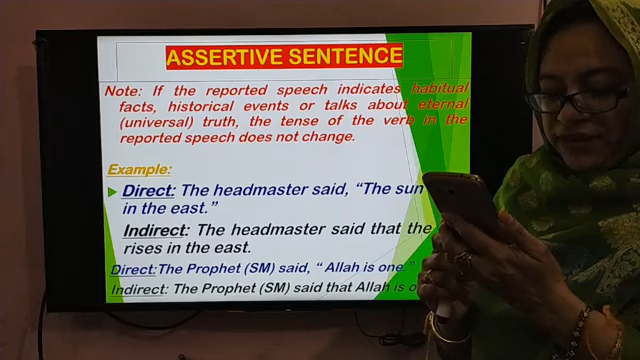 ASSERTIVE SENTENCE
Note: If the reported speech indicates habitual
facts, historical events or talks about eternal
(universal) truth, the tense of the verb in the
reported speech does not change.
Example:
Direct: The headmaster said, “The sun
in the east.”
Indirect: The headmaster said that the
rises in the east.
Direct:The Prophet (SM) said, “ Allah is one.”
Indirect: The Prophet (SM) said that Allah is